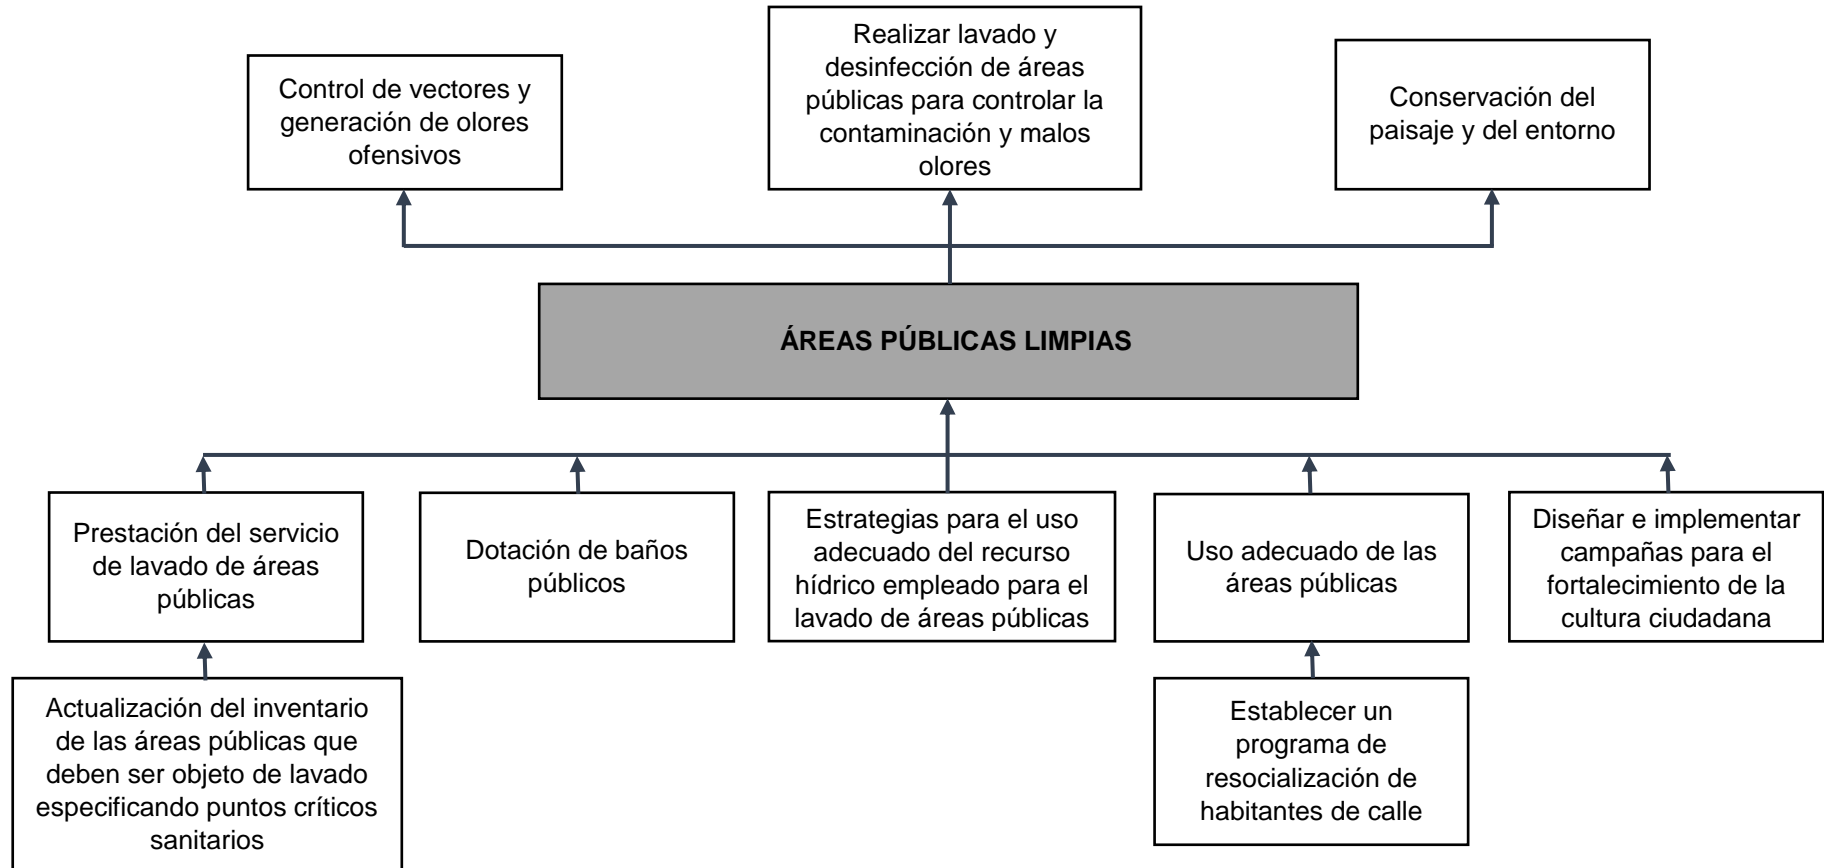 Control de vectores y
generación de olores
ofensivos
Realizar lavado y
desinfección de áreas
públicas para controlar la
contaminación y malos
olores
Conservación del
paisaje y del entorno
ÁREAS PÚBLICAS LIMPIAS
Prestación del servicio
de lavado de áreas
públicas
Dotación de baños
públicos
Estrategias para el uso
adecuado del recurso
hídrico empleado para el
lavado de áreas públicas
Uso adecuado de las
áreas públicas
Diseñar e implementar
campañas para el
fortalecimiento de la
cultura ciudadana
Actualización del inventario
de las áreas públicas que
deben ser objeto de lavado
especificando puntos críticos
sanitarios
Establecer un
programa de
resocialización de
habitantes de calle